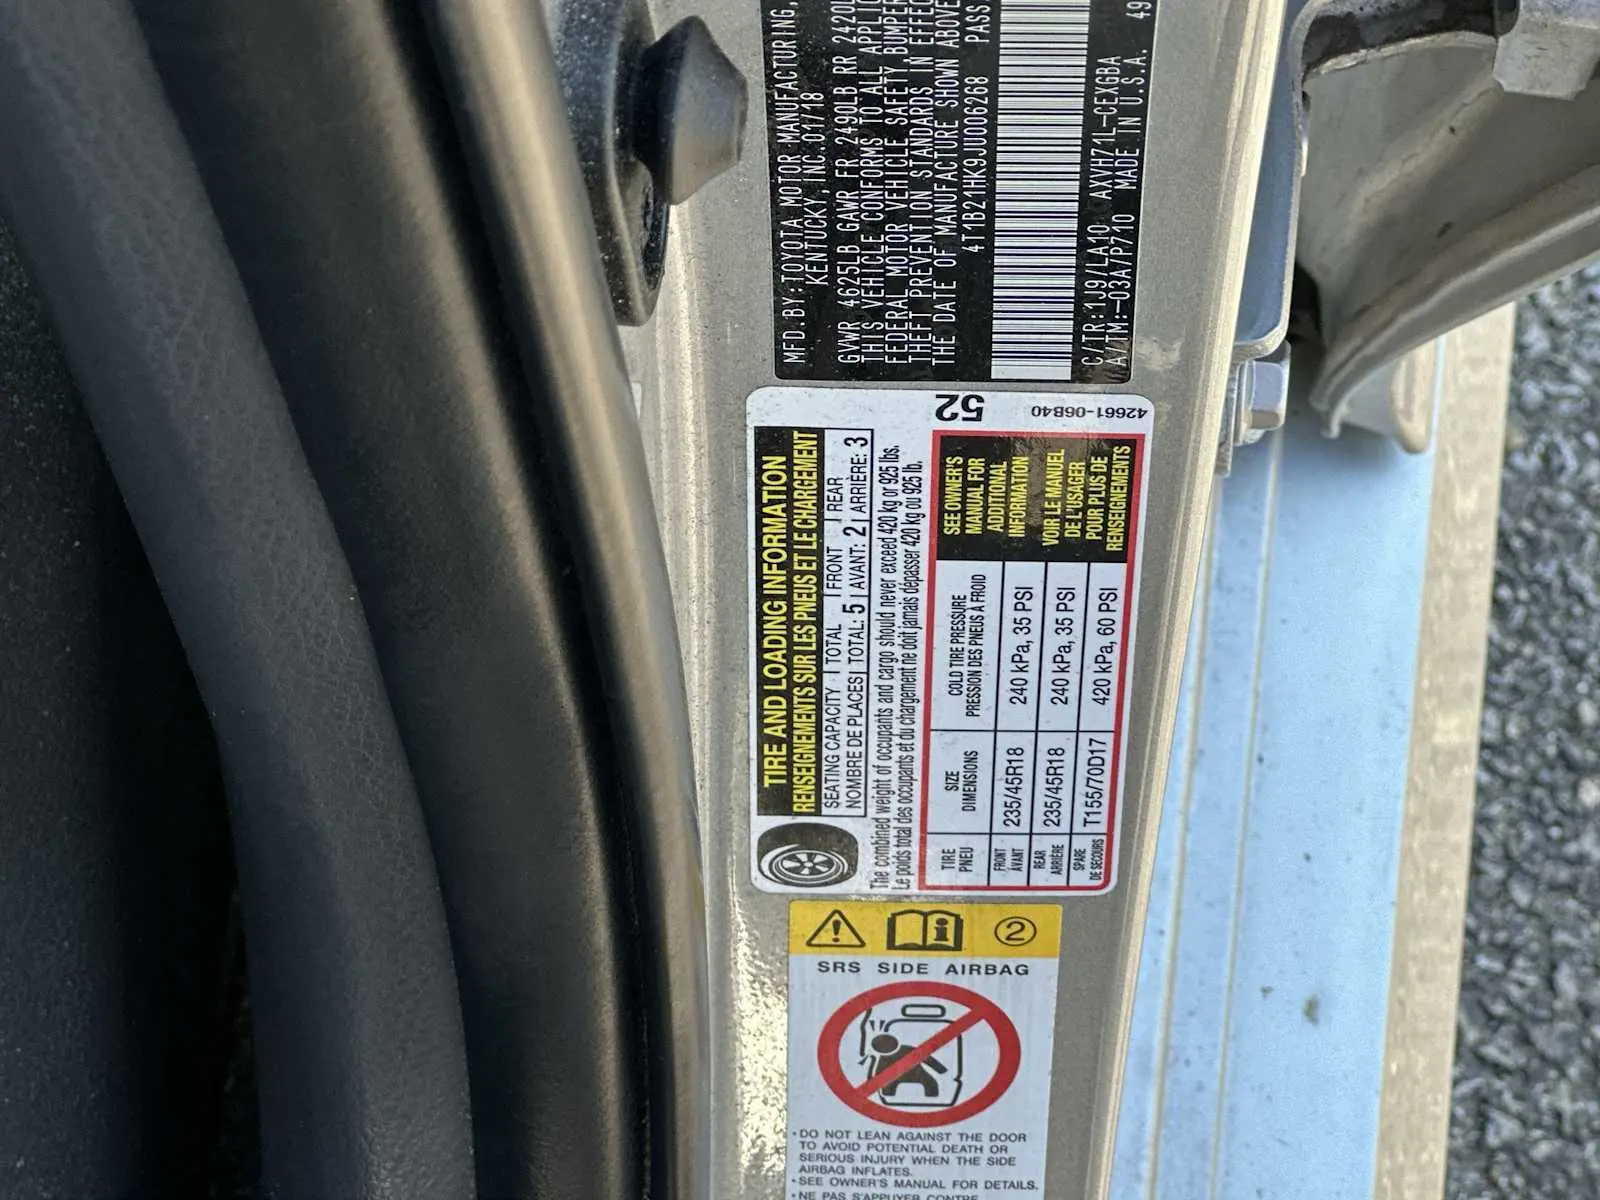 MFD.BY:TOYOTA MOTOR MANUFACTURING,
KENTUCKY, INC.01/18
GVWR 4625LB GAWR FR 2490LB RR 2420L
THIS VEHICLE CONFORMS TO ALL APPLIC
FEDERAL MOTOR VEHICLE SAFETY, BUMPER
THEFT PREVENTION STANDARDS IN EFFEC
THE DATE OF MANUFACTURE SHOWN ABOVE
4T1B21HK9JU006268 PASS
C/TR:1J9/LA10 AXVH71L-CEXGBA
A/TM:-03A/P710 MADE IN U.S.A. 49
52
42661-06B40
TIRE AND LOADING INFORMATION
RENSEIGNEMENTS SUR LES PNEUS ET LE CHARGEMENT
SEATING CAPACITY TOTAL FRONT REAR
NOMBRE DE PLACES TOTAL: 5 AVANT: 2 ARRIÈRE: 3
The combined weight of occupants and cargo should never exceed 420 kg or 925 lbs.
Le poids total des occupants et du chargement ne doit jamais dépasser 420 kg ou 925 lb.
TIRE
PNEU
SIZE
DIMENSIONS
COLD TIRE PRESSURE
PRESSION DES PNEUS À FROID
FRONT
AVANT
235/45R18
240 kPa, 35 PSI
REAR
ARRIÈRE
235/45R18
240 kPa, 35 PSI
SPARE
DE SECOURS
T155/70D17
420 kPa, 60 PSI
SEE OWNER'S
MANUAL FOR
ADDITIONAL
INFORMATION
VOIR LE MANUEL
DE L'USAGER
POUR PLUS DE
RENSEIGNEMENTS
2
SRS SIDE AIRBAG
•DO NOT LEAN AGAINST THE DOOR
TO AVOID POTENTIAL DEATH OR
SERIOUS INJURY WHEN THE SIDE
AIRBAG INFLATES.
•SEE OWNER'S MANUAL FOR DETAILS.
•NE PAS S'APPUYER CONTRE